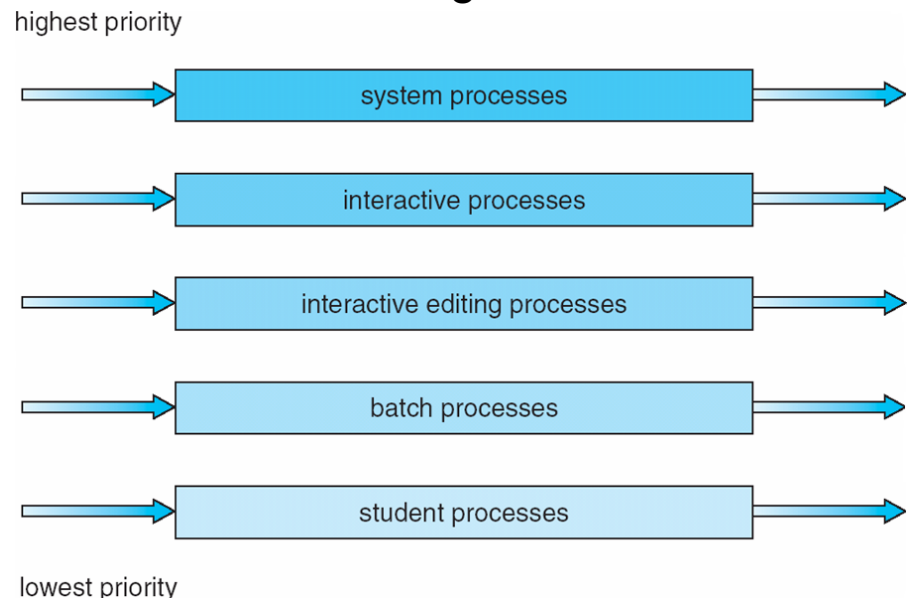 highest priority
system processes
interactive processes
interactive editing processes
batch processes
student processes
lowest priority